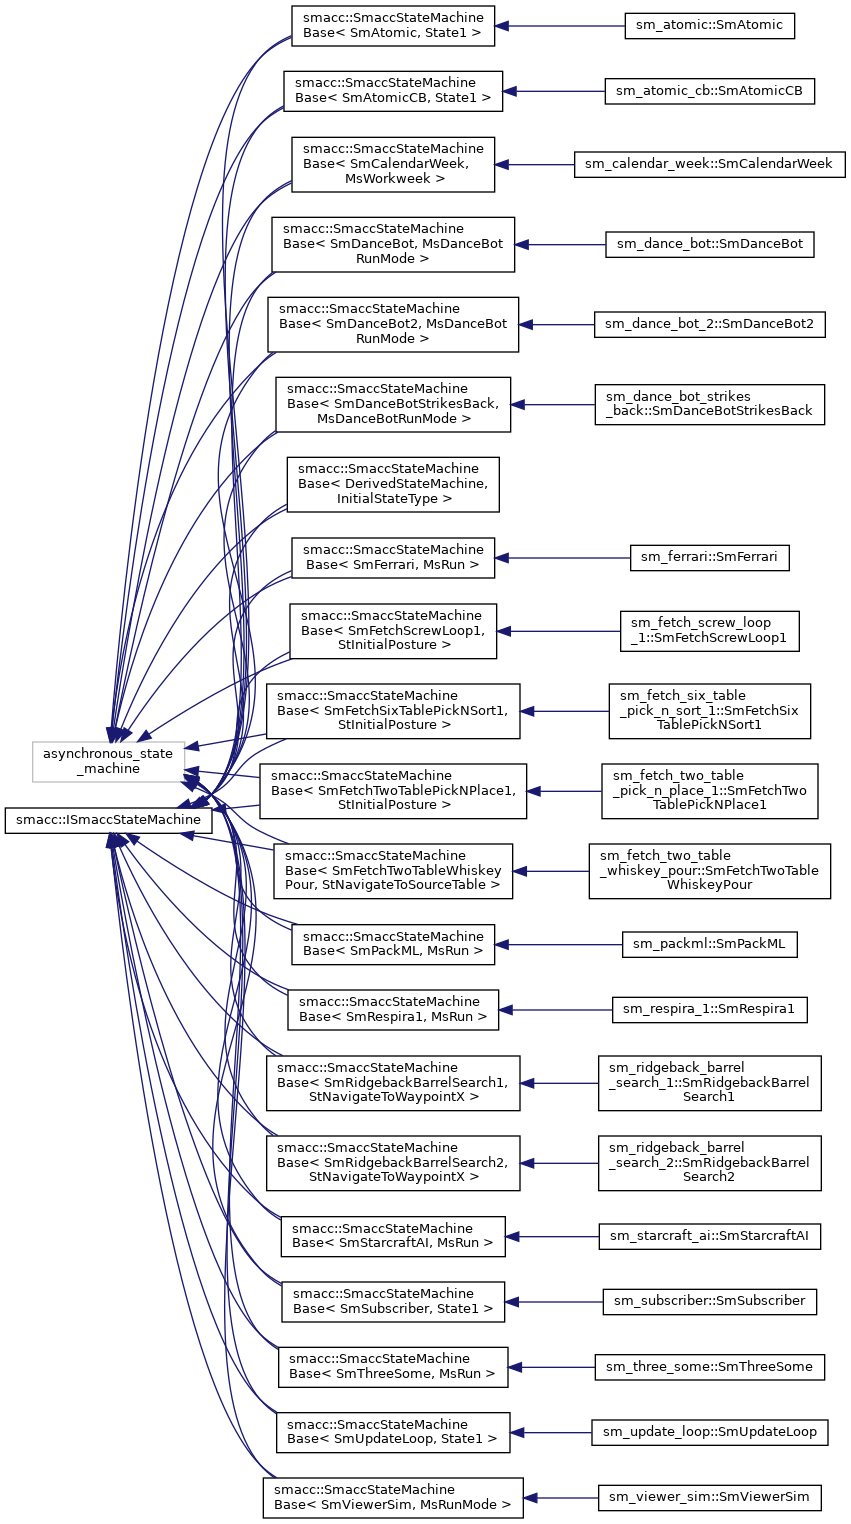 smacc::SmaccStateMachine
Base< SmAtomic, State1 >
sm_atomic::SmAtomic
smacc::SmaccStateMachine
Base< SmAtomicCB, State1 >
sm_atomic_cb::SmAtomicCB
smacc::SmaccStateMachine
Base< SmCalendarWeek,
MsWorkweek >
sm_calendar_week::SmCalendarWeek
smacc::SmaccStateMachine
Base< SmDanceBot, MsDanceBot
RunMode >
sm_dance_bot::SmDanceBot
smacc::SmaccStateMachine
Base< SmDanceBot2, MsDanceBot
RunMode >
sm_dance_bot_2::SmDanceBot2
smacc::SmaccStateMachine
Base< SmDanceBotStrikesBack,
MsDanceBotRunMode >
sm_dance_bot_strikes
_back::SmDanceBotStrikesBack
smacc::SmaccStateMachine
Base< DerivedStateMachine,
InitialStateType >
smacc::SmaccStateMachine
Base< SmFerrari, MsRun >
sm_ferrari::SmFerrari
smacc::SmaccStateMachine
Base< SmFetchScrewLoop1,
StInitialPosture >
sm_fetch_screw_loop
_1::SmFetchScrewLoop1
smacc::SmaccStateMachine
Base< SmFetchSixTablePickNSort1,
StInitialPosture >
sm_fetch_six_table
_pick_n_sort_1::SmFetchSix
TablePickNSort1
asynchronous_state
_machine
smacc::SmaccStateMachine
Base< SmFetchTwoTablePickNPlace1,
StInitialPosture >
sm_fetch_two_table
_pick_n_place_1::SmFetchTwo
TablePickNPlace1
smacc::ISmaccStateMachine
smacc::SmaccStateMachine
Base< SmFetchTwoTableWhiskey
Pour, StNavigateToSourceTable >
sm_fetch_two_table
_whiskey_pour::SmFetchTwoTable
WhiskeyPour
smacc::SmaccStateMachine
Base< SmPackML, MsRun >
sm_packml::SmPackML
smacc::SmaccStateMachine
Base< SmRespira1, MsRun >
sm_respira_1::SmRespira1
smacc::SmaccStateMachine
Base< SmRidgebackBarrelSearch1,
StNavigateToWaypointX >
sm_ridgeback_barrel
_search_1::SmRidgebackBarrel
Search1
smacc::SmaccStateMachine
Base< SmRidgebackBarrelSearch2,
StNavigateToWaypointX >
sm_ridgeback_barrel
_search_2::SmRidgebackBarrel
Search2
smacc::SmaccStateMachine
Base< SmStarcraftAI, MsRun >
sm_starcraft_ai::SmStarcraftAI
smacc::SmaccStateMachine
Base< SmSubscriber, State1 >
sm_subscriber::SmSubscriber
smacc::SmaccStateMachine
Base< SmThreeSome, MsRun >
sm_three_some::SmThreeSome
smacc::SmaccStateMachine
Base< SmUpdateLoop, State1 >
sm_update_loop::SmUpdateLoop
smacc::SmaccStateMachine
Base< SmViewerSim, MsRunMode >
sm_viewer_sim::SmViewerSim